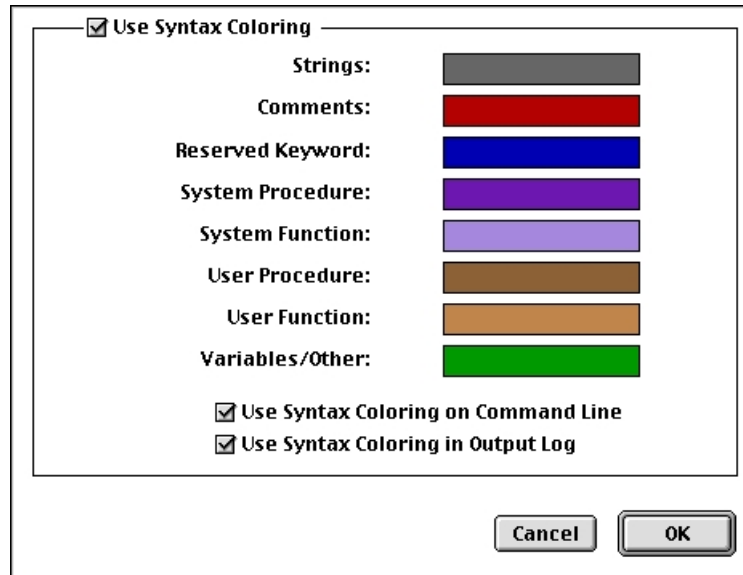 Use Syntax Coloring
Strings:
Comments:
Reserved Keyword:
System Procedure:
System Function:
User Procedure:
User Function:
Variables/Other:
Use Syntax Coloring on Command Line
Use Syntax Coloring in Output Log
Cancel OK